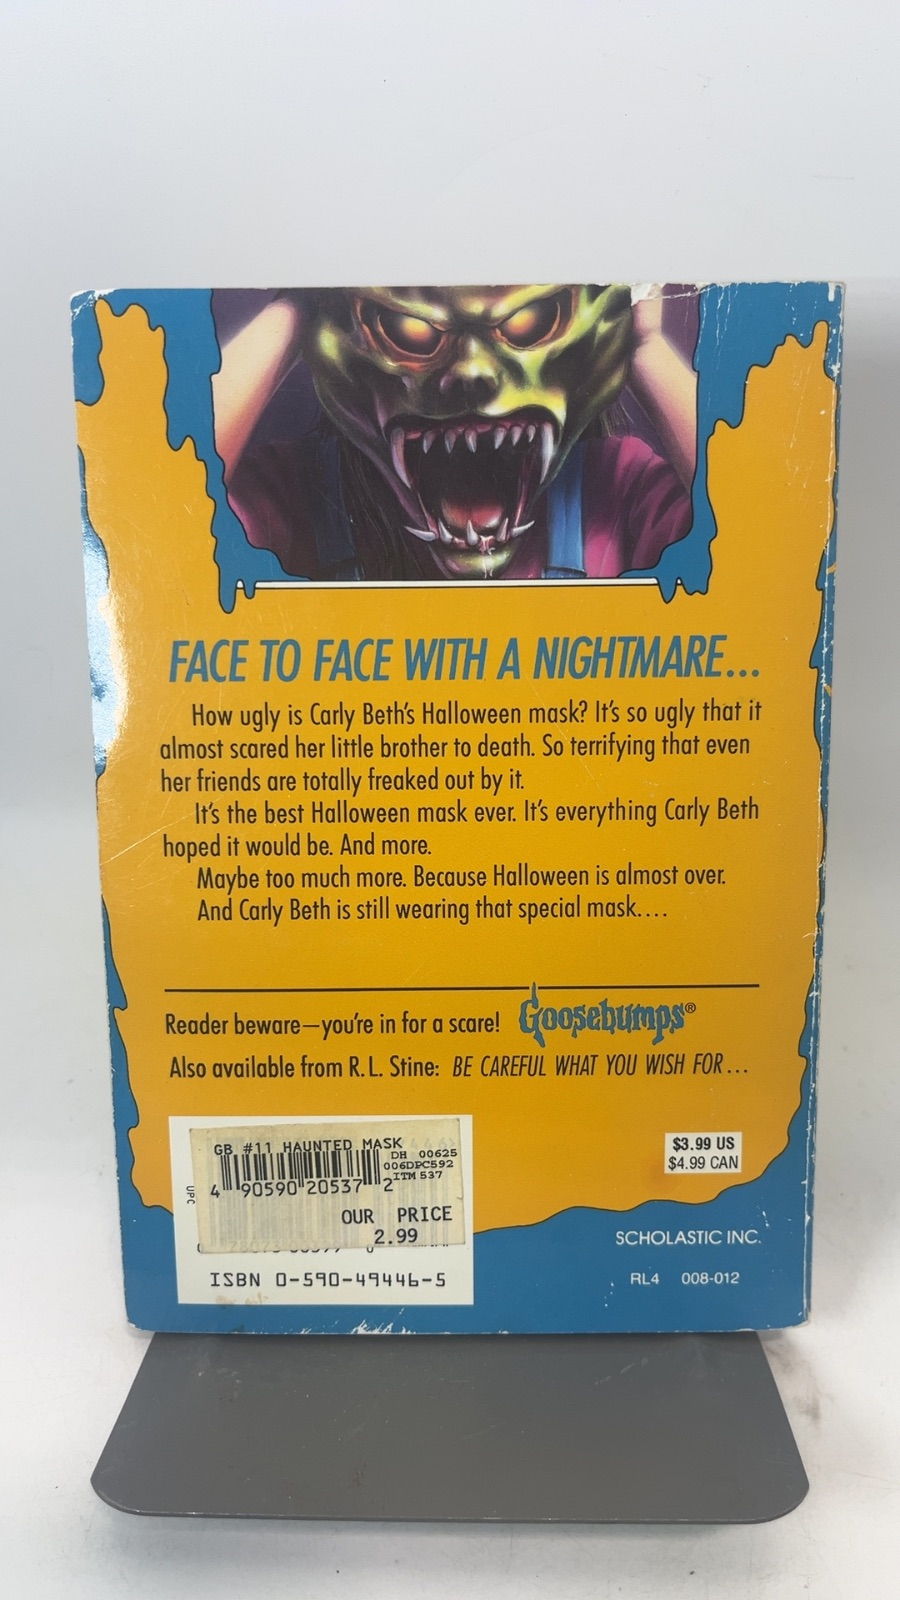 FACE TO FACE WITH A NIGHTMARE...
How ugly is Carly Beth's Halloween mask? It's so ugly that it
almost scared her little brother to death. So terrifying that even
her friends are totally freaked out by it.
It's the best Halloween mask ever. It's everything Carly Beth
hoped it would be. And more.
Maybe too much more. Because Halloween is almost over.
And Carly Beth is still wearing that special mask....
Reader beware—you're in for a scare! Goosebumps®
Also available from R.L. Stine: BE CAREFUL WHAT YOU WISH FOR...
GB #11 HAUNTED MASK
DH 00625
006DPC592
ITM 537
4 90590 20537 2
UPC
OUR PRICE
2.99
ISBN 0-590-49446-5
$3.99 US
$4.99 CAN
SCHOLASTIC INC.
RL4 008-012